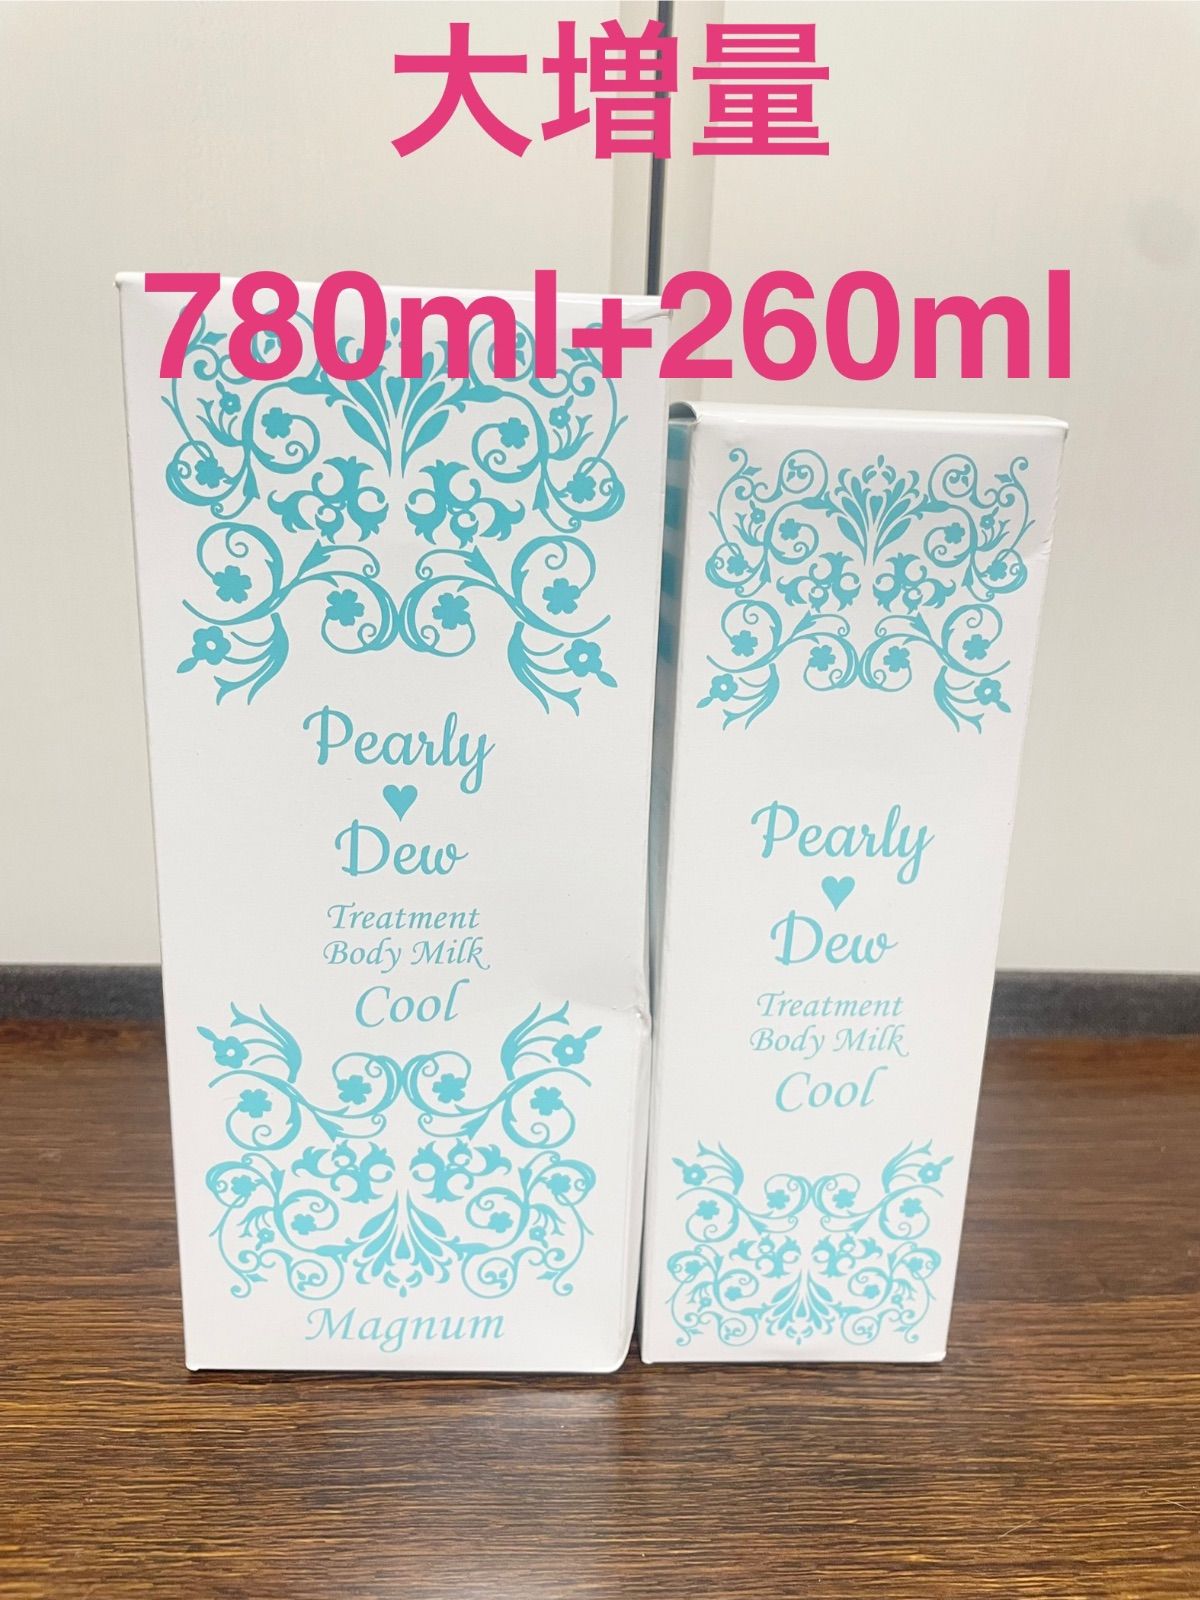 大増量
780ml+260ml
Pearly
Dew
Treatment
Body Milk
Cool
Magnum
Pearly
Dew
Treatment
Body Milk
Cool